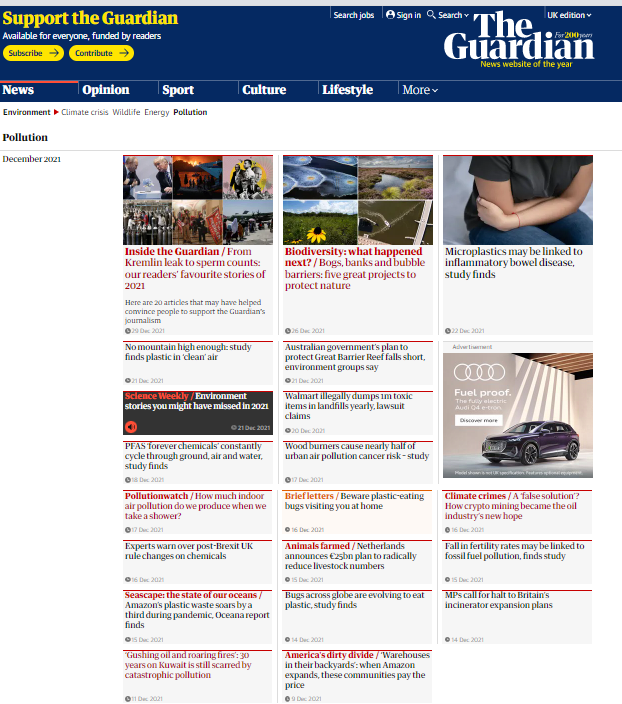 Support the Guardian
Available for everyone, funded by readers
Subscribe →
Contribute →
Search jobs
Sign in
Search
UK edition
The Guardian
For 200 years
News website of the year
News
Opinion
Sport
Culture
Lifestyle
More
Environment
Climate crisis
Wildlife
Energy
Pollution
Pollution
December 2021
Inside the Guardian / From
Kremlin leak to sperm counts:
our readers' favourite stories of
2021
Here are 20 articles that may have helped
convince people to support the Guardian's
journalism
29 Dec 2021
Biodiversity: what happened
next? / Bogs, banks and bubble
barriers: five great projects to
protect nature
26 Dec 2021
Microplastics may be linked to
inflammatory bowel disease,
study finds
22 Dec 2021
No mountain high enough: study
finds plastic in 'clean' air
21 Dec 2021
Australian government's plan to
protect Great Barrier Reef falls short,
environment groups say
21 Dec 2021
Advertisement
Fuel proof.
The fully electric
Audi Q4 e-tron.
Discover more
Model shown is not UK specification. Features optional equipment.
Science Weekly / Environment
stories you might have missed in 2021
21 Dec 2021
Walmart illegally dumps 1m toxic
items in landfills yearly, lawsuit
claims
20 Dec 2021
PFAS 'forever chemicals' constantly
cycle through ground, air and water,
study finds
18 Dec 2021
Wood burners cause nearly half of
urban air pollution cancer risk – study
17 Dec 2021
Pollutionwatch / How much indoor
air pollution do we produce when we
take a shower?
17 Dec 2021
Brief letters / Beware plastic-eating
bugs visiting you at home
16 Dec 2021
Climate crimes / A 'false solution'?
How crypto mining became the oil
industry's new hope
16 Dec 2021
Experts warn over post-Brexit UK
rule changes on chemicals
16 Dec 2021
Animals farmed / Netherlands
announces €25bn plan to radically
reduce livestock numbers
15 Dec 2021
Fall in fertility rates may be linked to
fossil fuel pollution, finds study
15 Dec 2021
Seascape: the state of our oceans /
Amazon's plastic waste soars by a
third during pandemic, Oceana report
finds
15 Dec 2021
Bugs across globe are evolving to eat
plastic, study finds
14 Dec 2021
MPs call for halt to Britain's
incinerator expansion plans
14 Dec 2021
'Gushing oil and roaring fires': 30
years on Kuwait is still scarred by
catastrophic pollution
11 Dec 2021
America's dirty divide / 'Warehouses
in their backyards': when Amazon
expands, these communities pay the
price
9 Dec 2021